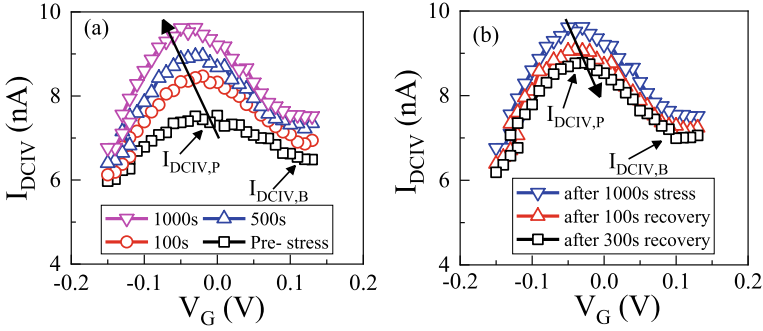 (a)
10
8
6
4
I_DCIV (nA)
I_DCIV,P
I_DCIV,B
1000s
500s
100s
Pre- stress
-0.2 -0.1 0.0 0.1 0.2
V_G (V)
(b)
10
8
6
4
I_DCIV (nA)
I_DCIV,P
I_DCIV,B
after 1000s stress
after 100s recovery
after 300s recovery
-0.2 -0.1 0.0 0.1 0.2
V_G (V)